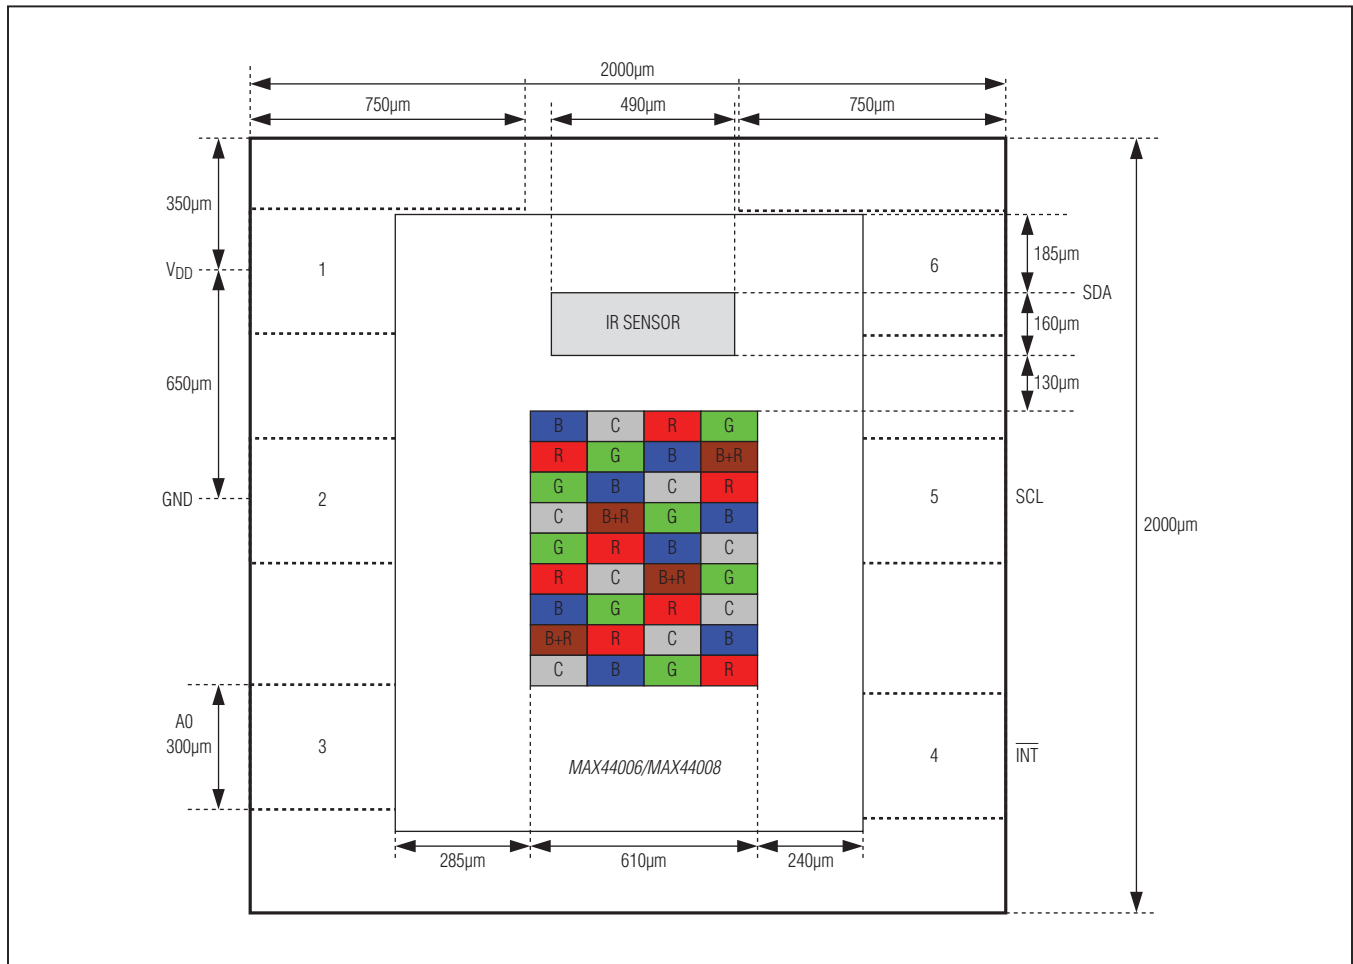 2000µm
750µm 490µm 750µm
350µm
VDD 1 6 185µm
SDA
IR SENSOR 160µm
650µm 130µm
B C R G
R G B B+R
G B C R
GND 2 5 SCL
C B+R G B
2000µm
G R B C
R C B+R G
B G R C
B+R R C B
C B G R
A0
300µm 3 4 INT
MAX44006/MAX44008
285µm 610µm 240µm